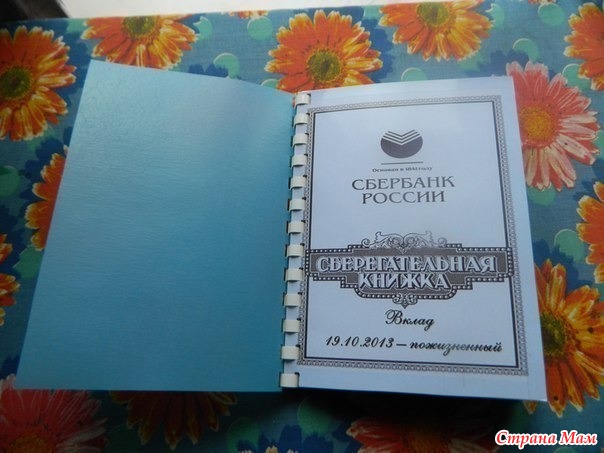 Основан в 1841 году
СБЕРБАНК
РОССИИ
СБЕРЕГАТЕЛЬНАЯ
КНИЖКА
Вклад
19.10.2013 — пожизненный
Страна Мам